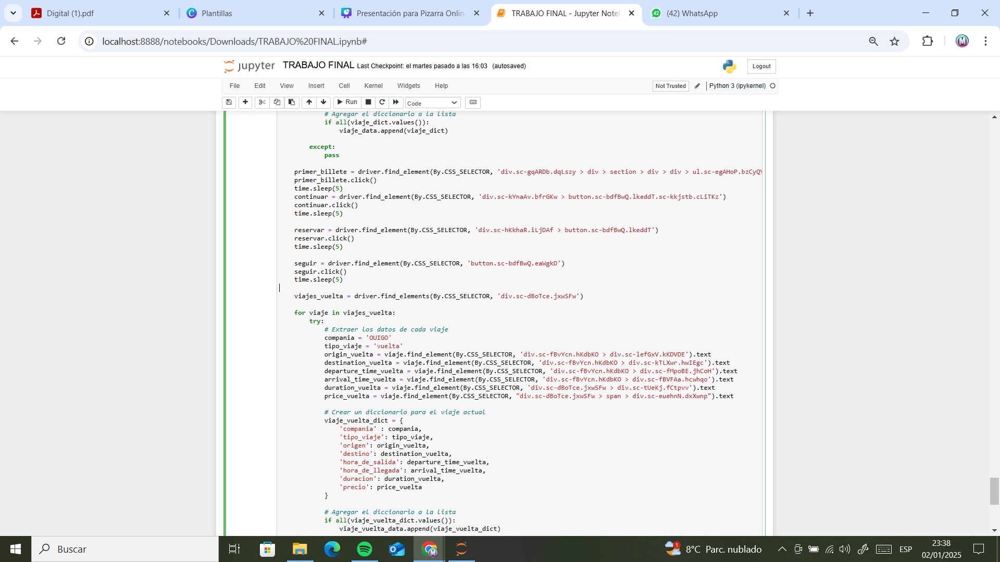 Digital (1).pdf
Plantillas
Presentación para Pizarra Onlin
TRABAJO FINAL - Jupyter Note
42 (42) WhatsApp
localhost:8888/notebooks/Downloads/TRABAJO%20FINAL.ipynb#
jupyter TRABAJO FINAL Last Checkpoint: el martes pasado a las 16:03 (autosaved) Logout
File Edit View Insert Cell Kernel Widgets Help Not Trusted Python 3 (ipykernel)
Run Code
# Agregar el diccionario a la lista
if all(viaje_dict.values()):
viaje_data.append(viaje_dict)
except:
pass
primer_billete = driver.find_element(By.CSS_SELECTOR, 'div.sc-gqARDb.dqLszy > div > section > div > div > ul.sc-egAHoP.bzCyQY
primer_billete.click()
time.sleep(5)
continuar = driver.find_element(By.CSS_SELECTOR, 'div.sc-kYnaAv.bfrGKw > button.sc-bdfBwQ.lkeddT.sc-kkjstb.cLiTKz')
continuar.click()
time.sleep(5)
reservar = driver.find_element(By.CSS_SELECTOR, 'div.sc-hKkhaR.iLjDAf > button.sc-bdfBwQ.lkeddT')
reservar.click()
time.sleep(5)
seguir = driver.find_element(By.CSS_SELECTOR, 'button.sc-bdfBwQ.eaWgkD')
seguir.click()
time.sleep(5)
viajes_vuelta = driver.find_elements(By.CSS_SELECTOR, 'div.sc-dBoTce.jxwSFw')
for viaje in viajes_vuelta:
try:
# Extraer los datos de cada viaje
compania = 'OUIGO'
tipo_viaje = 'vuelta'
origin_vuelta = viaje.find_element(By.CSS_SELECTOR, 'div.sc-fBvYcn.hKdbKO > div.sc-lefGxV.kKDVDE').text
destination_vuelta = viaje.find_element(By.CSS_SELECTOR, 'div.sc-fBvYcn.hKdbKO > div.sc-kTLXwr.hwIEgc').text
departure_time_vuelta = viaje.find_element(By.CSS_SELECTOR, 'div.sc-fBvYcn.hKdbKO > div.sc-fMpoBE.jhCoH').text
arrival_time_vuelta = viaje.find_element(By.CSS_SELECTOR, 'div.sc-fBvYcn.hKdbKO > div.sc-fBVFAa.hcwhqo').text
duration_vuelta = viaje.find_element(By.CSS_SELECTOR, 'div.sc-dBoTce.jxwSFw > div.sc-tUeKj.fCtpvv').text
price_vuelta = viaje.find_element(By.CSS_SELECTOR, "div.sc-dBoTce.jxwSFw > span > div.sc-euehnN.dxXwnp").text
# Crear un diccionario para el viaje actual
viaje_vuelta_dict = {
'compania' : compania,
'tipo_viaje': tipo_viaje,
'origen': origin_vuelta,
'destino': destination_vuelta,
'hora_de_salida': departure_time_vuelta,
'hora_de_llegada': arrival_time_vuelta,
'duracion': duration_vuelta,
'precio': price_vuelta
}
# Agregar el diccionario a la lista
if all(viaje_vuelta_dict.values()):
viaje_vuelta_data.append(viaje_vuelta_dict)
Buscar
1 8°C Parc. nublado
ESP
23:38
02/01/2025